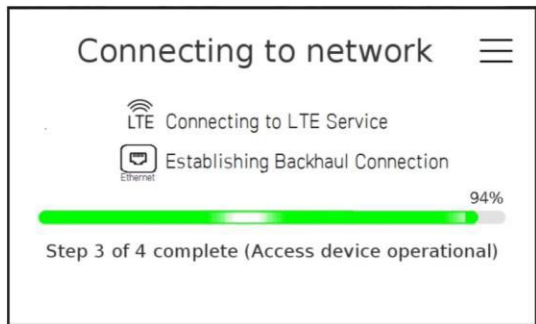 Connecting to network
LTE Connecting to LTE Service
Ethernet Establishing Backhaul Connection
94%
Step 3 of 4 complete (Access device operational)